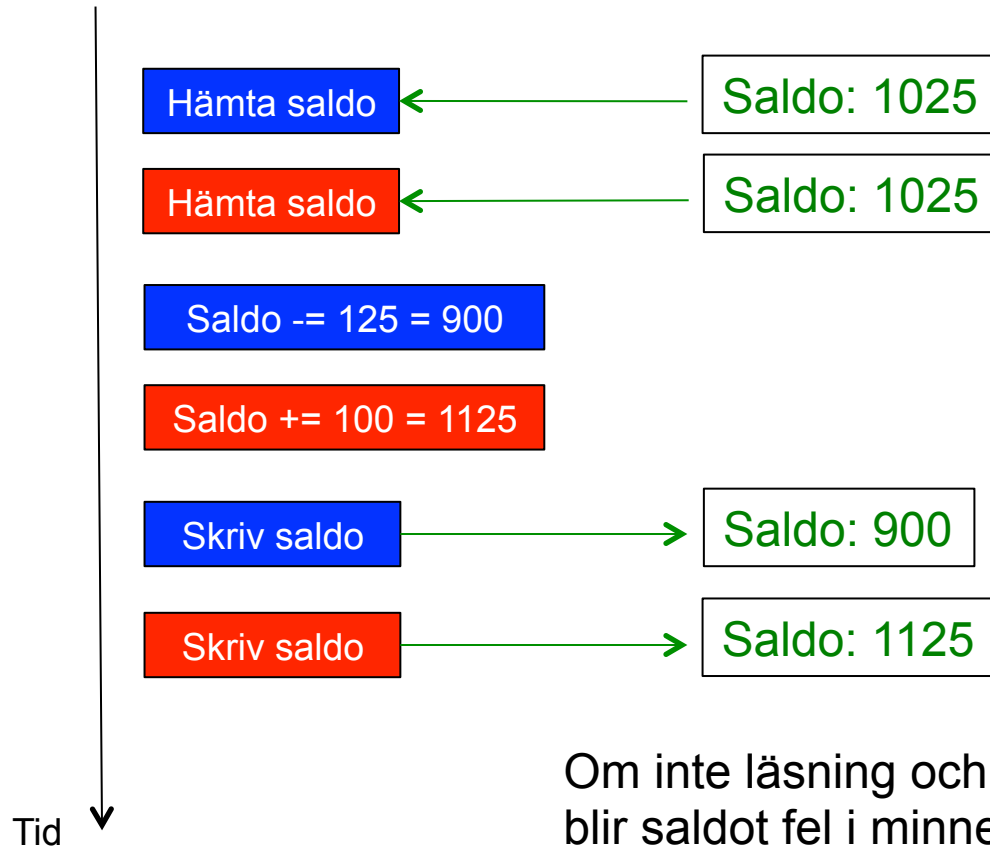 Hämta saldo
Saldo: 1025
Hämta saldo
Saldo: 1025
Saldo -= 125 = 900
Saldo += 100 = 1125
Skriv saldo
Saldo: 900
Skriv saldo
Saldo: 1125
Om inte läsning och
blir saldot fel i minne
Tid